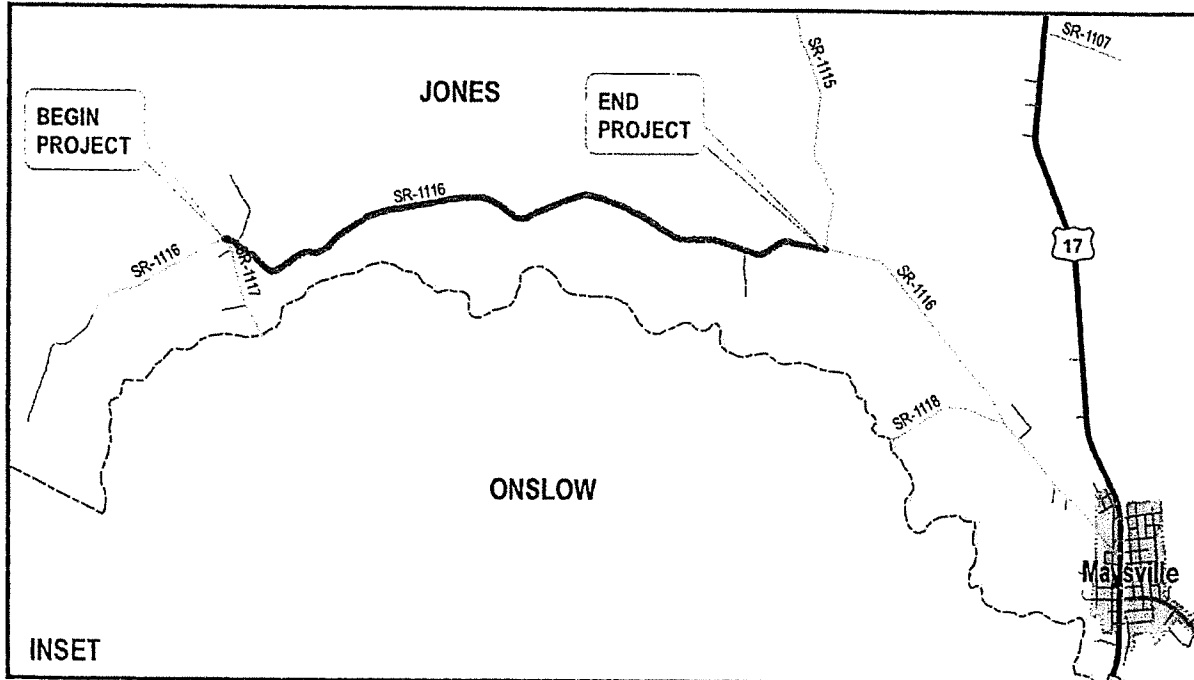 SR-1107
SR-1115
JONES
END
PROJECT
BEGIN
PROJECT
SR-1116
17
SR-1116
SR-1117
SR-1116
SR-1118
ONSLOW
Maysville
INSET